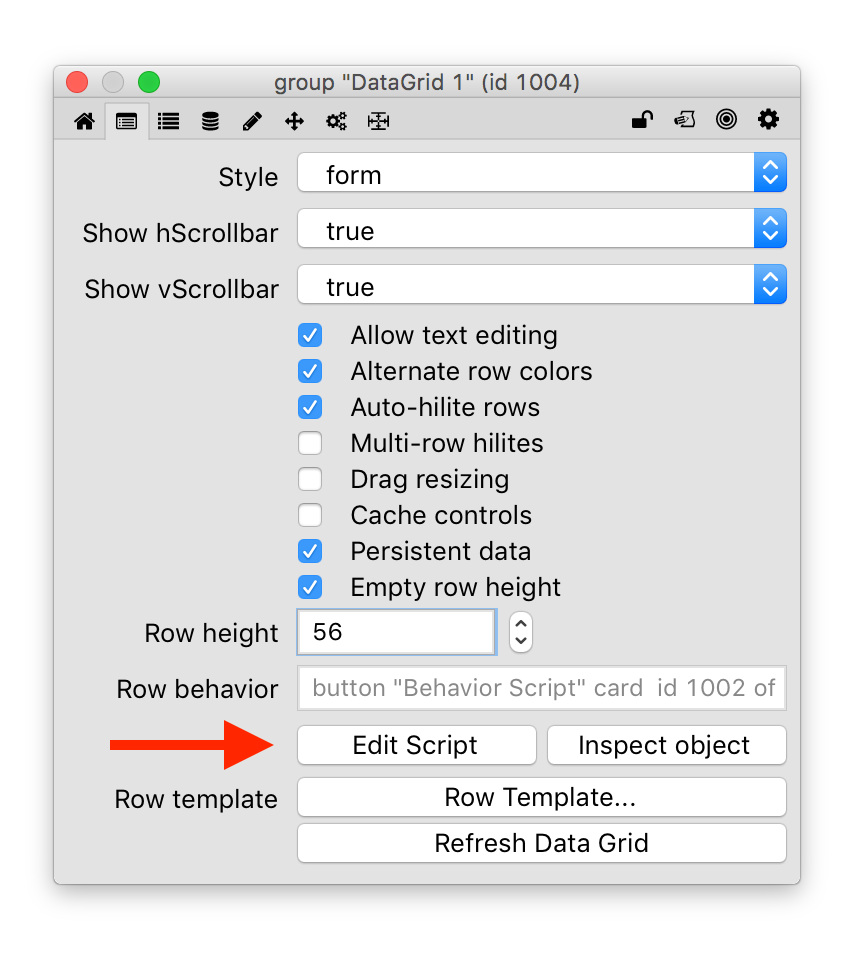 group "DataGrid 1" (id 1004)
Style form
Show hScrollbar true
Show vScrollbar true
Allow text editing
Alternate row colors
Auto-hilite rows
Multi-row hilites
Drag resizing
Cache controls
Persistent data
Empty row height
Row height 56
Row behavior button "Behavior Script" card  id 1002 of
Edit Script Inspect object
Row template Row Template...
Refresh Data Grid